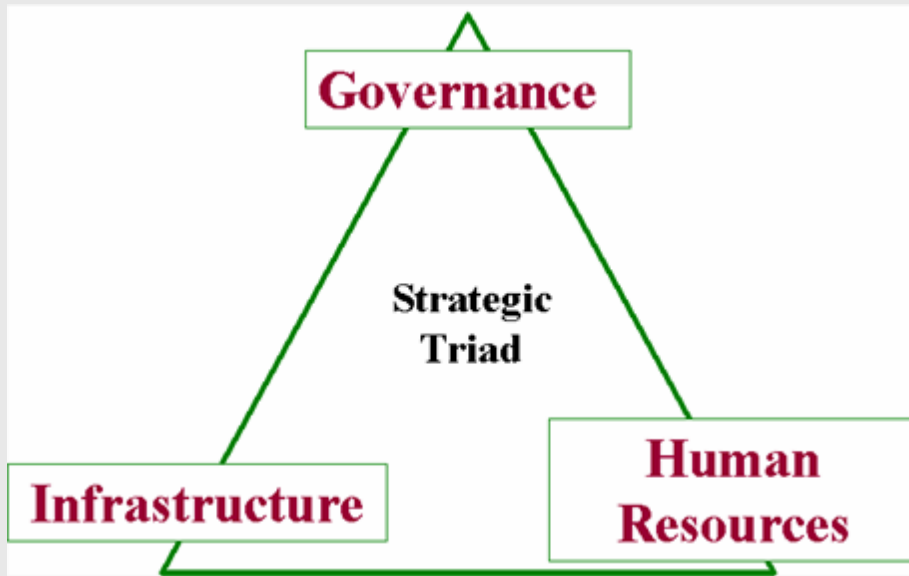 Governance
Strategic
Triad
Infrastructure
Human
Resources